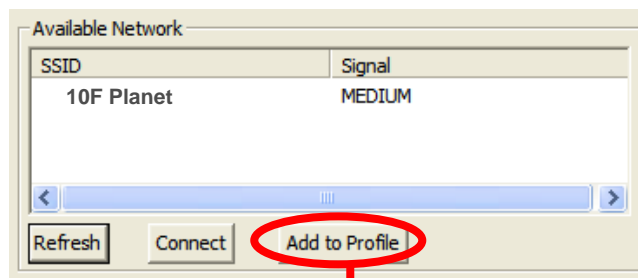 Available Network
SSID Signal
10F Planet MEDIUM
Refresh Connect Add to Profile